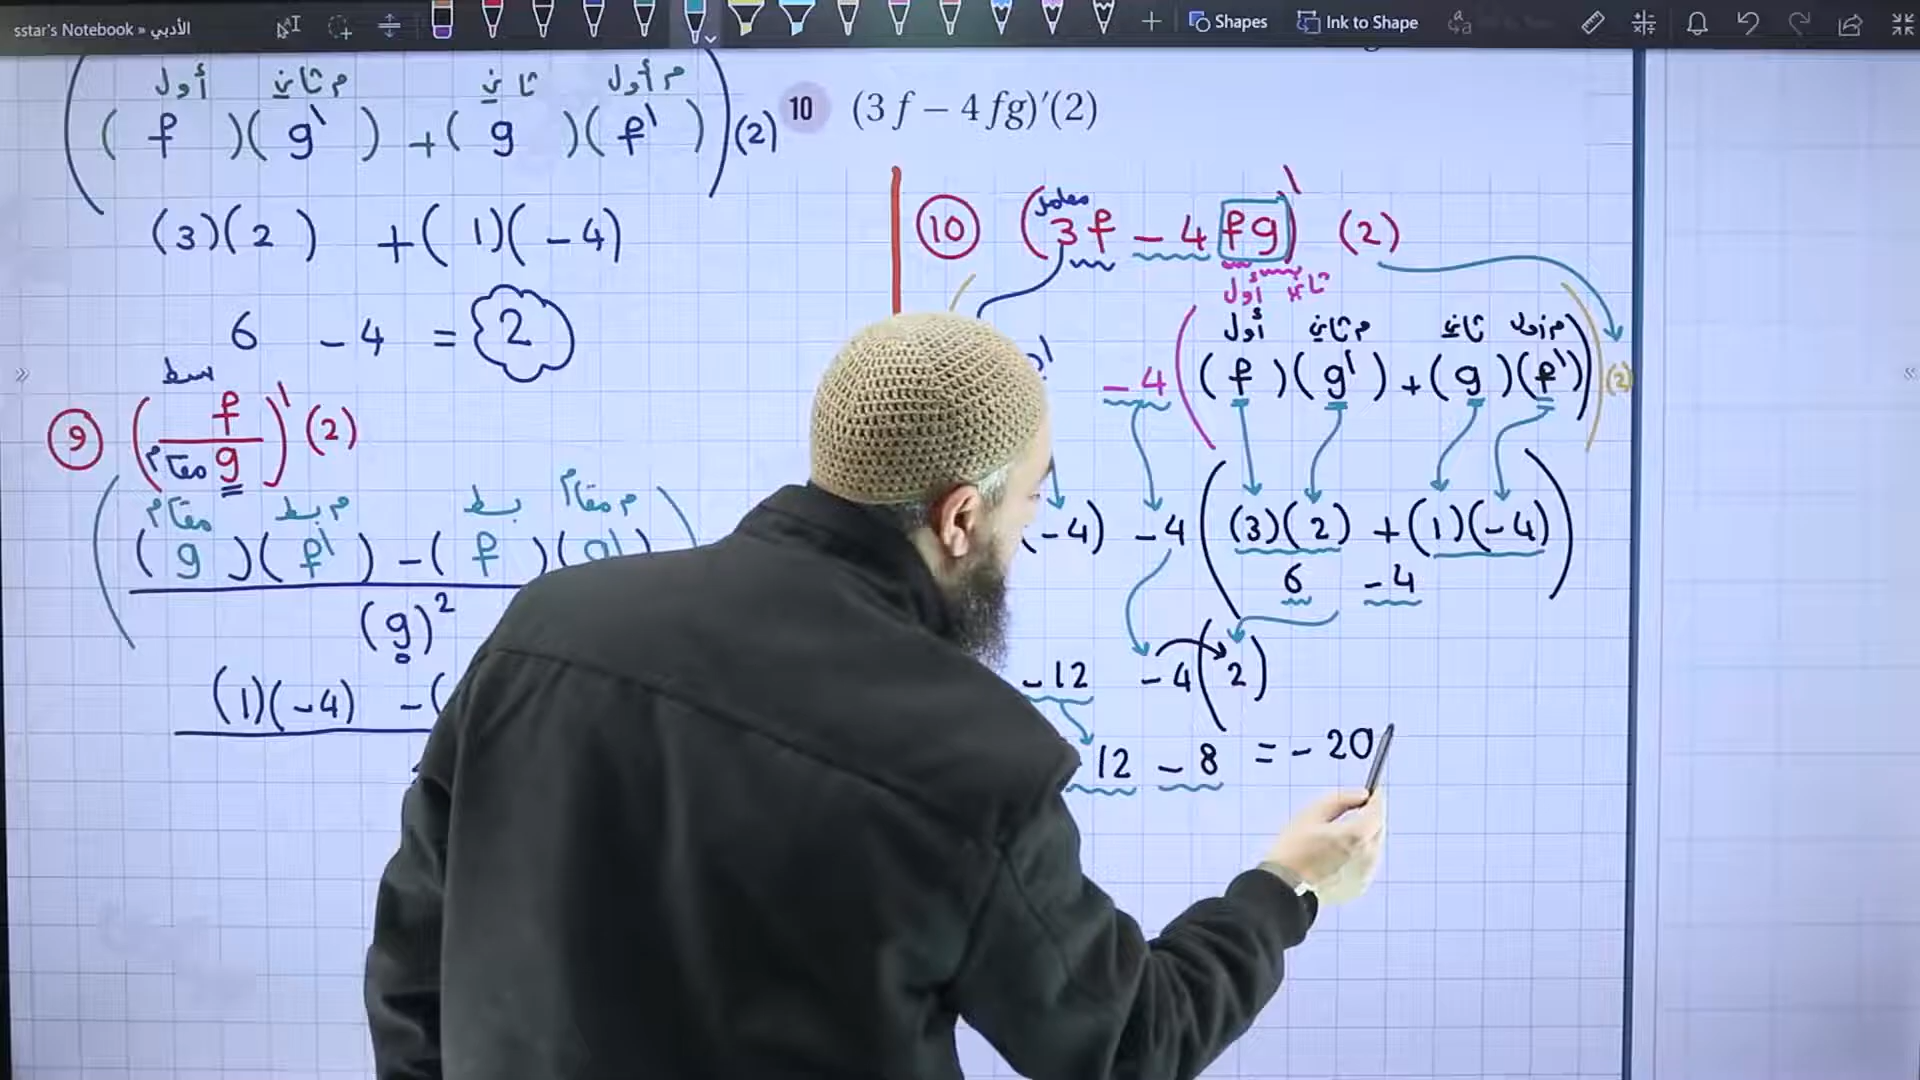 sstar's Notebook » الأدبي
Shapes
Ink to Shape
أول م ثاني ثاني م أول
( f )( g' ) + ( g )( f' ) (2)
(3)(2) + (1)(-4)
6 - 4 = 2
9 (f/g)' (2)
بسط
مقام
مقام م بسط بسط م مقام
(g)(f') - (f)(g')
(g)²
(1)(-4) - (
10 (3f − 4fg)′(2)
10 (3f - 4fg)' (2)
أول
أول م ثاني ثاني م أول
-4 ( (f)(g') + (g)(f') ) (2)
(-4) -4 ( (3)(2) + (1)(-4) )
6 -4
-12 -4(2)
12 - 8 = - 20